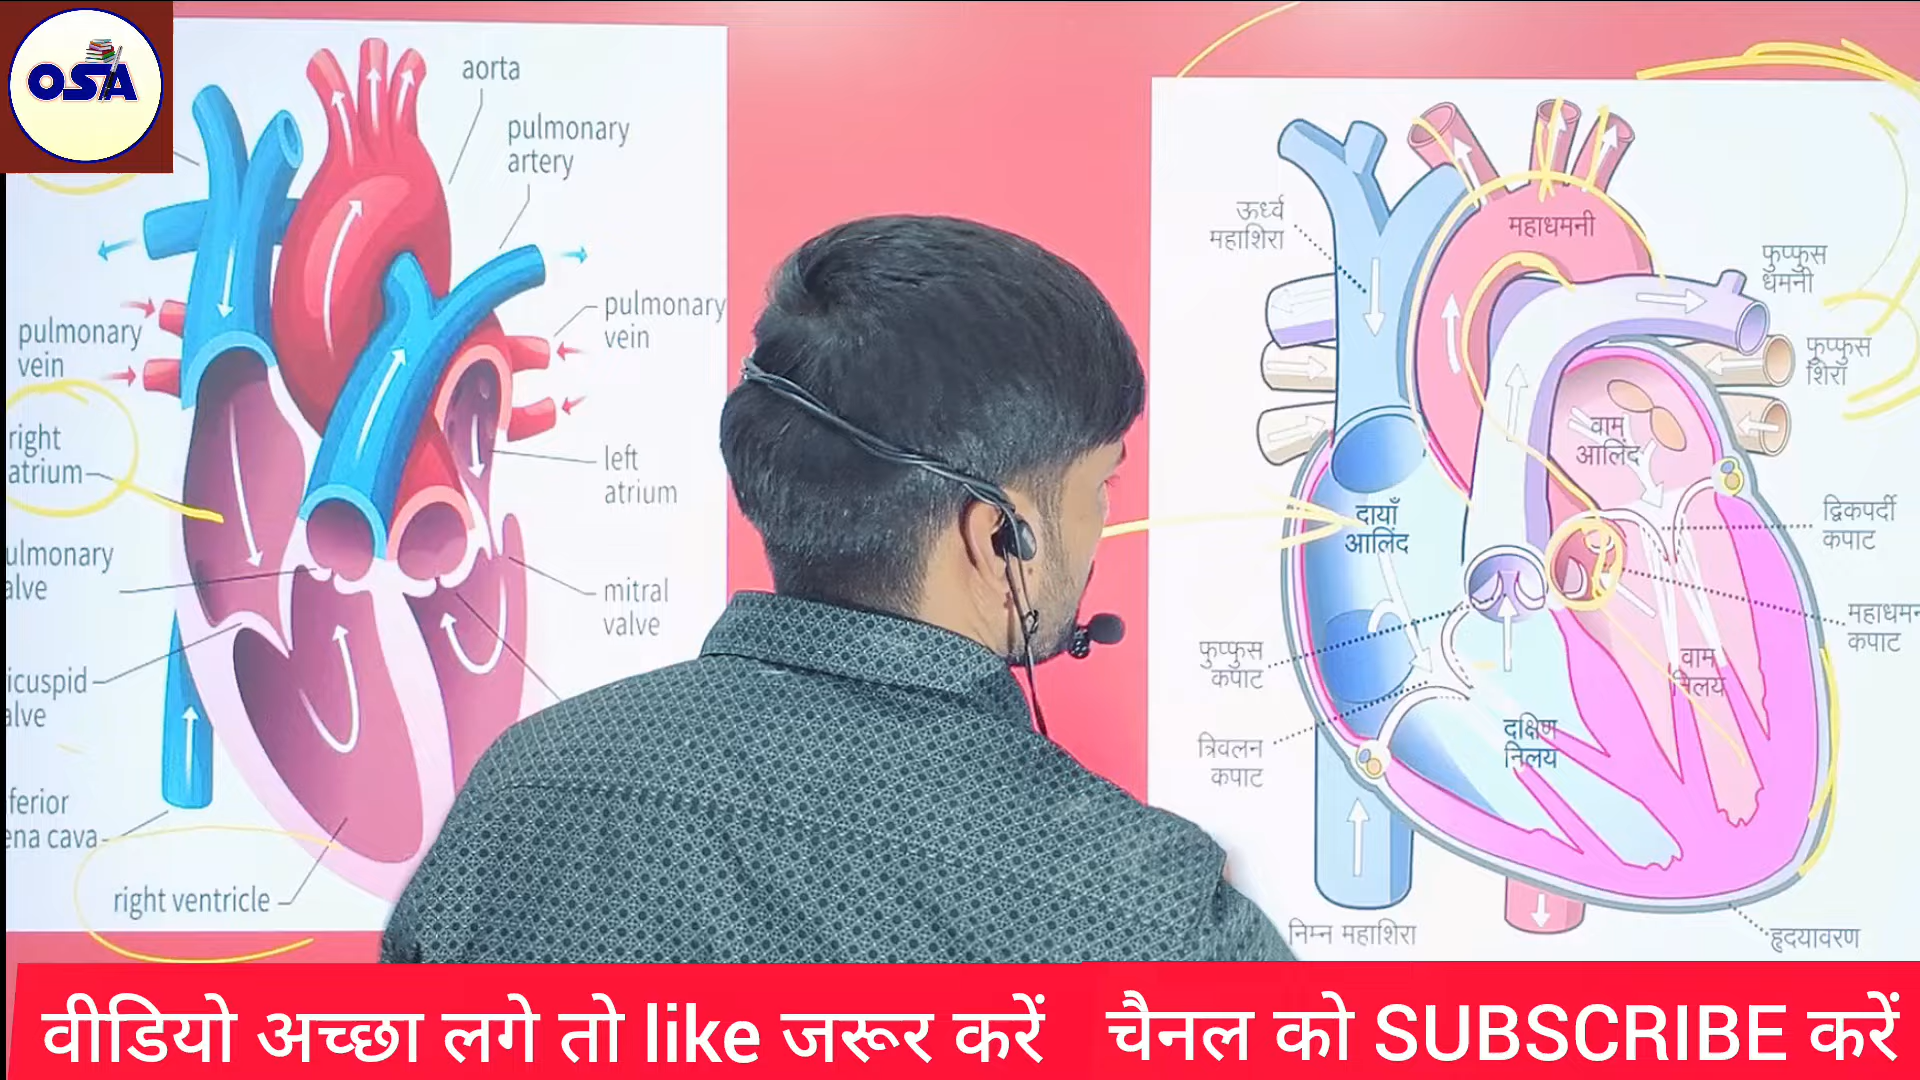 OSA
aorta
pulmonary
artery
pulmonary
vein
pulmonary
vein
right
atrium
left
atrium
ulmonary
alve
mitral
valve
icuspid
alve
ferior
ena cava
right ventricle
ऊर्ध्व
महाशिरा
महाधमनी
फुप्फुस
धमनी
फुप्फुस
शिरा
वाम
आलिंद
दायाँ
आलिंद
द्विकपर्दी
कपाट
महाधमन
कपाट
फुप्फुस
कपाट
वाम
निलय
त्रिवलन
कपाट
दक्षिण
निलय
निम्न महाशिरा
हृदयावरण
वीडियो अच्छा लगे तो like जरूर करें चैनल को SUBSCRIBE करें